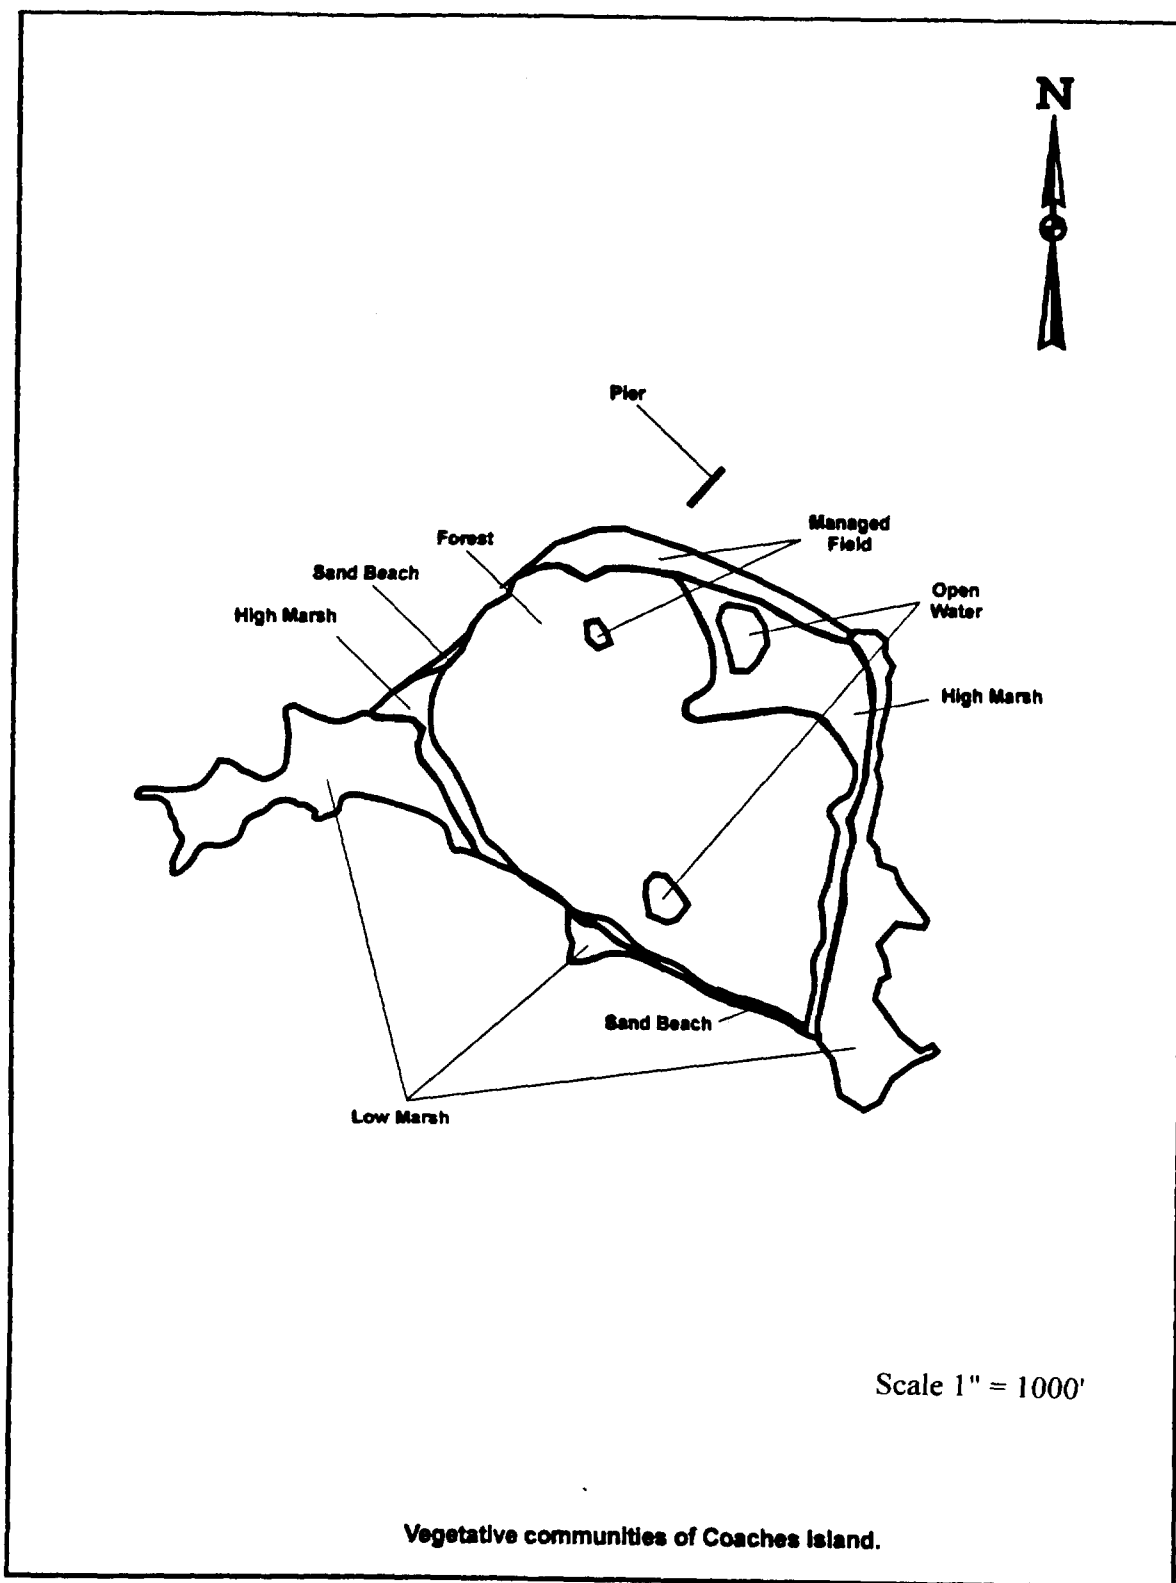 N
Pier
Managed
Field
Forest
Sand Beach
Open
Water
High Marsh
High Marsh
Sand Beach
Low Marsh
Scale 1" = 1000'
Vegetative communities of Coaches Island.